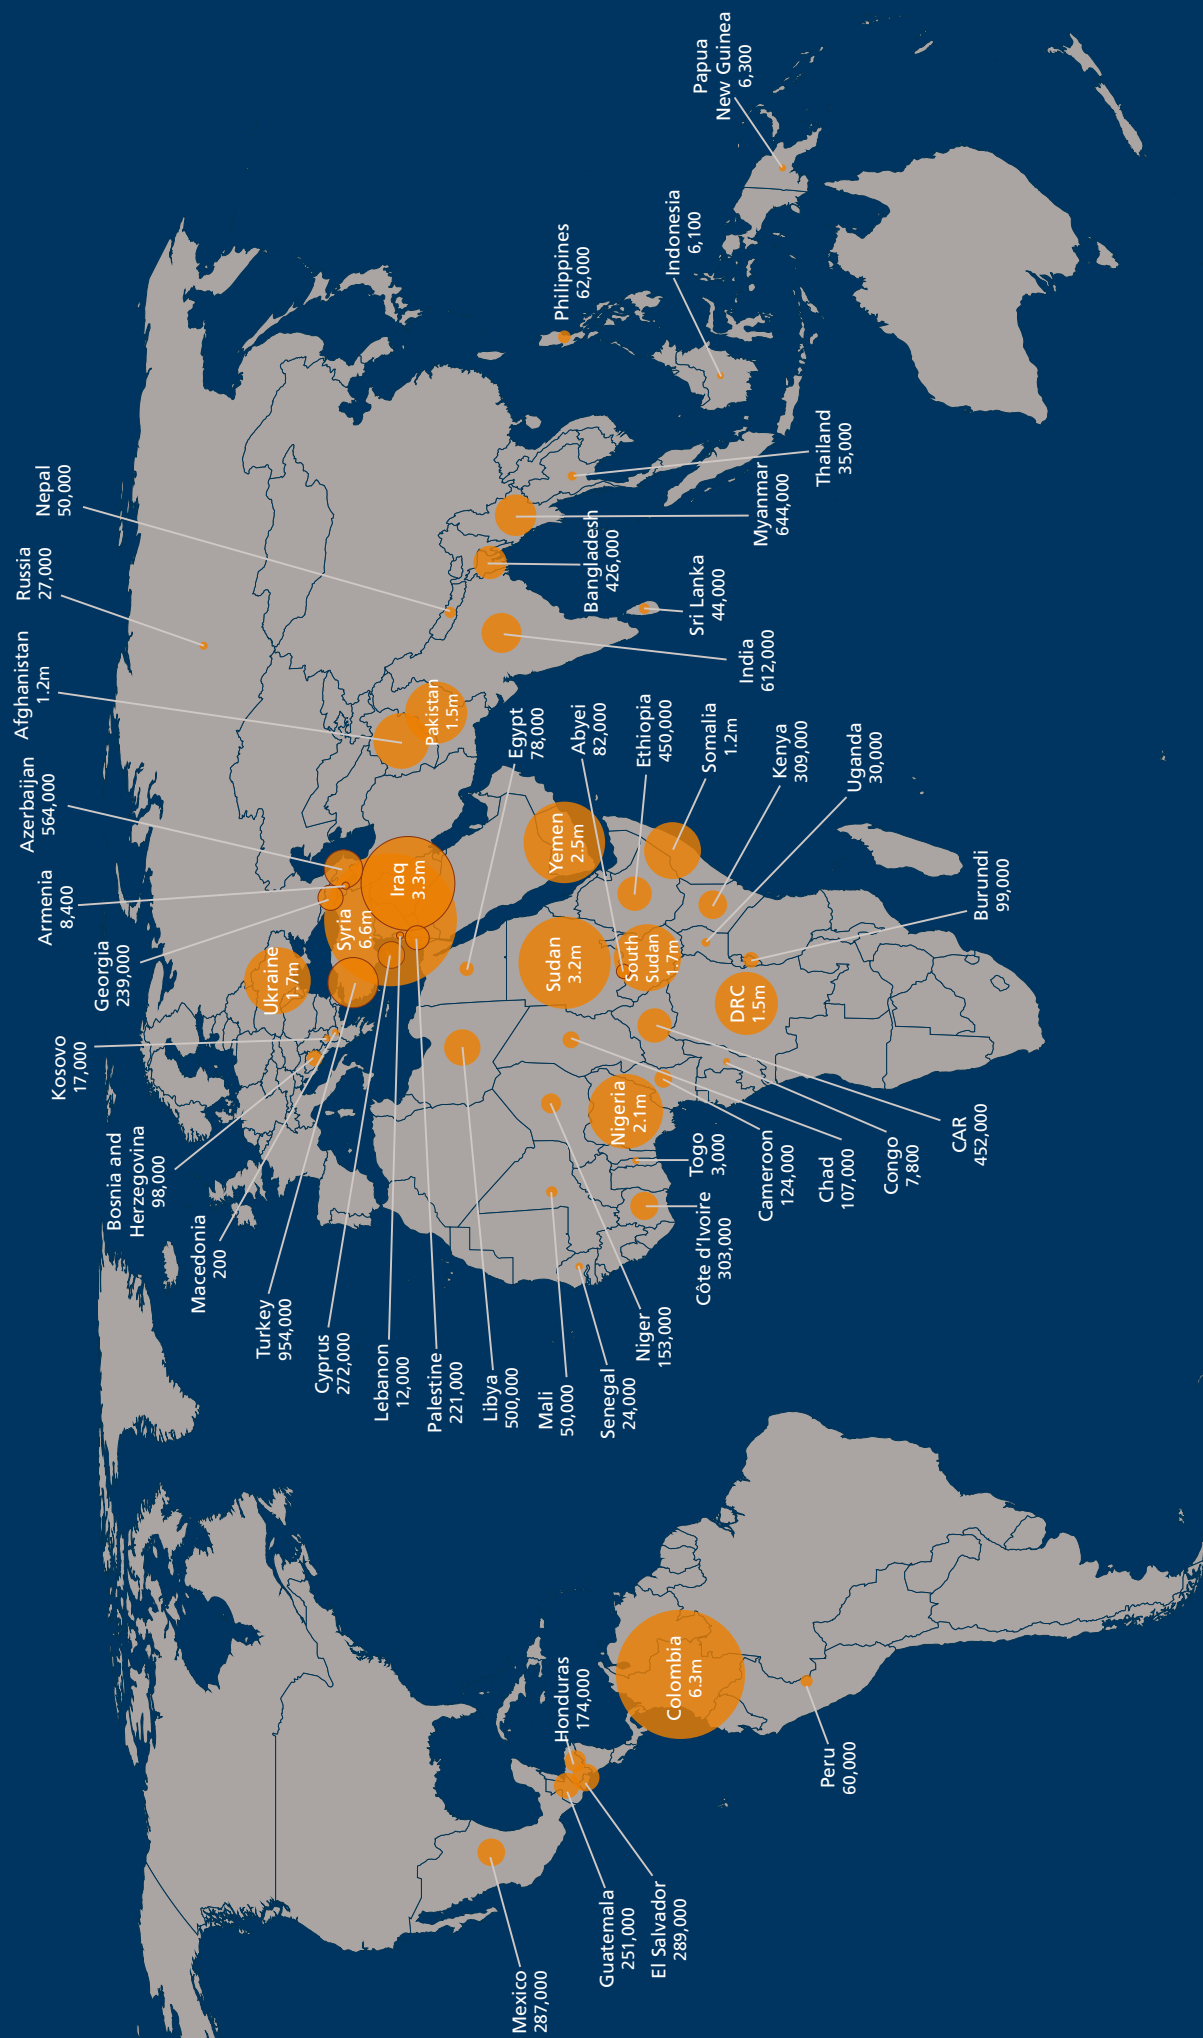 Mexico
287,000
Guatemala
251,000
El Salvador
289,000
Honduras
174,000
Colombia
6.3m
Peru
60,000
Kosovo
17,000
Bosnia and
Herzegovina
98,000
Macedonia
200
Turkey
954,000
Cyprus
272,000
Lebanon
12,000
Palestine
221,000
Libya
500,000
Mali
50,000
Senegal
24,000
Niger
153,000
Côte d'Ivoire
303,000
Togo
3,000
Cameroon
124,000
Chad
107,000
Congo
7,800
CAR
452,000
Nigeria
2.1m
DRC
1.5m
Burundi
99,000
Ukraine
1.7m
Georgia
239,000
Armenia
8,400
Azerbaijan
564,000
Syria
6.6m
Iraq
3.3m
Sudan
3.2m
South
Sudan
1.7m
Yemen
2.5m
Egypt
78,000
Abyei
82,000
Ethiopia
450,000
Somalia
1.2m
Kenya
309,000
Uganda
30,000
Afghanistan
1.2m
Pakistan
1.5m
Russia
27,000
Nepal
50,000
India
612,000
Sri Lanka
44,000
Bangladesh
426,000
Myanmar
644,000
Thailand
35,000
Philippines
62,000
Indonesia
6,100
Papua
New Guinea
6,300